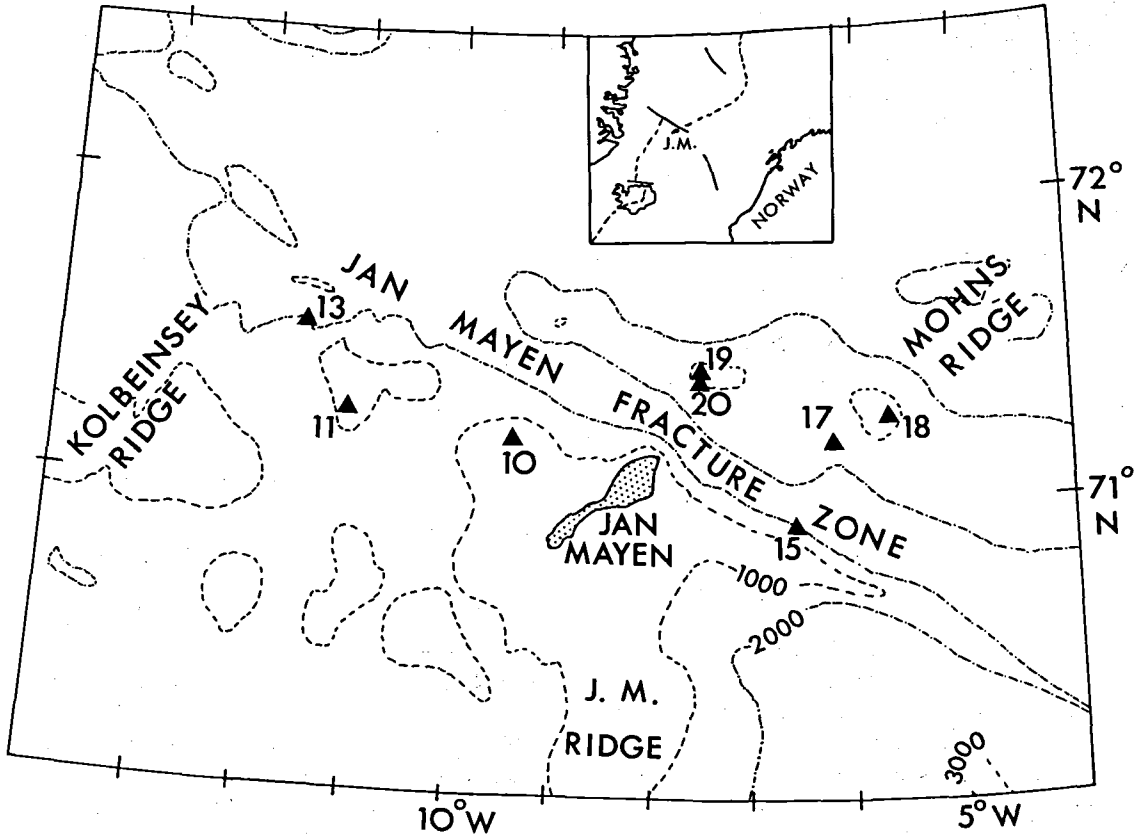 J.M.
NORWAY
72°
N
JAN
MAYEN
FRACTURE
ZONE
MOHNS
RIDGE
KOLBEINSEY
RIDGE
13
19
20
11
10
17
18
71°
N
JAN
MAYEN
15
1000
2000
J. M.
RIDGE
3000
10°W
5°W